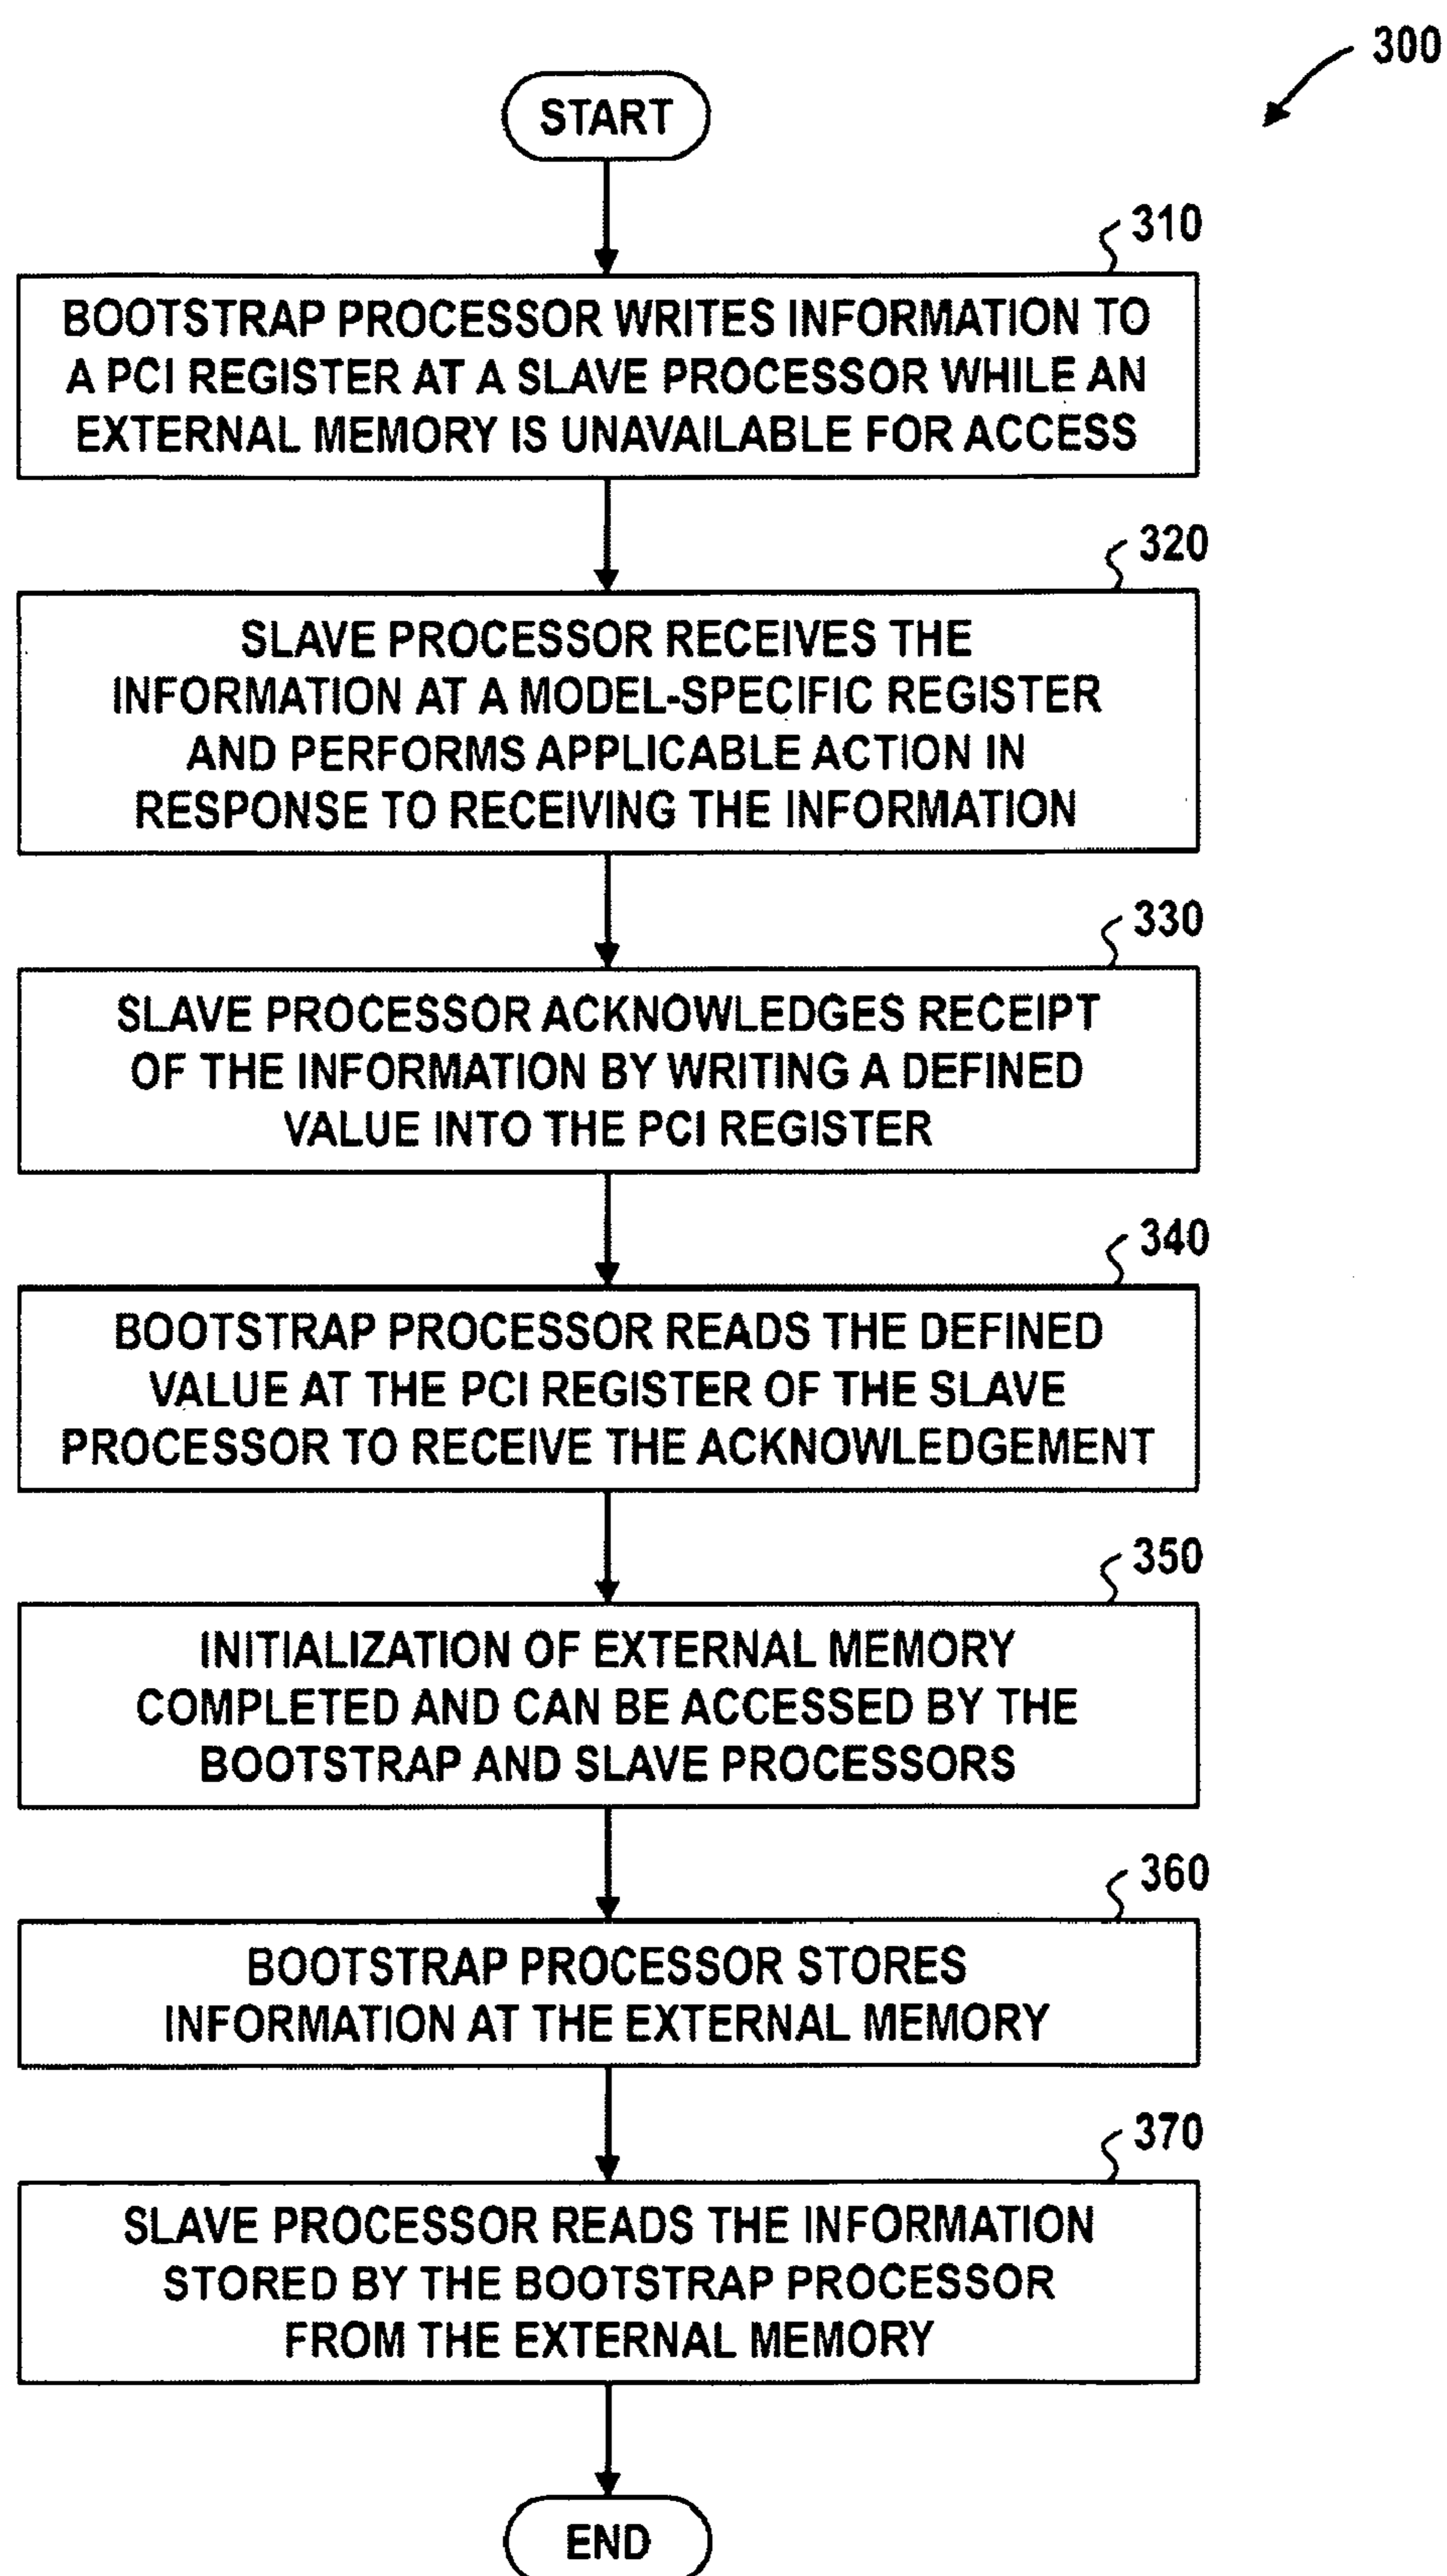 300
START
310
BOOTSTRAP PROCESSOR WRITES INFORMATION TO
A PCI REGISTER AT A SLAVE PROCESSOR WHILE AN
EXTERNAL MEMORY IS UNAVAILABLE FOR ACCESS
320
SLAVE PROCESSOR RECEIVES THE
INFORMATION AT A MODEL-SPECIFIC REGISTER
AND PERFORMS APPLICABLE ACTION IN
RESPONSE TO RECEIVING THE INFORMATION
330
SLAVE PROCESSOR ACKNOWLEDGES RECEIPT
OF THE INFORMATION BY WRITING A DEFINED
VALUE INTO THE PCI REGISTER
340
BOOTSTRAP PROCESSOR READS THE DEFINED
VALUE AT THE PCI REGISTER OF THE SLAVE
PROCESSOR TO RECEIVE THE ACKNOWLEDGEMENT
350
INITIALIZATION OF EXTERNAL MEMORY
COMPLETED AND CAN BE ACCESSED BY THE
BOOTSTRAP AND SLAVE PROCESSORS
360
BOOTSTRAP PROCESSOR STORES
INFORMATION AT THE EXTERNAL MEMORY
370
SLAVE PROCESSOR READS THE INFORMATION
STORED BY THE BOOTSTRAP PROCESSOR
FROM THE EXTERNAL MEMORY
END